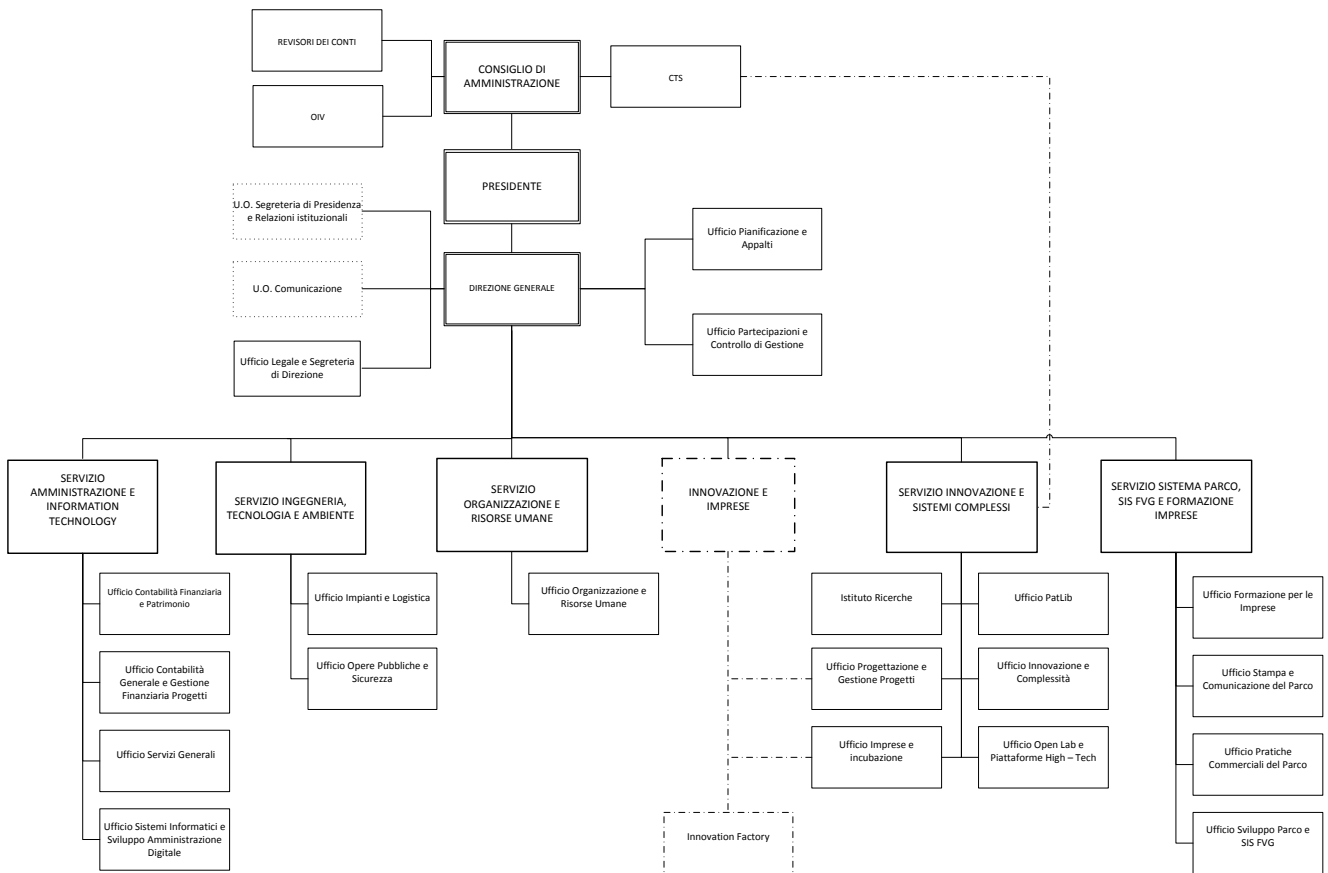 REVISORI DEI CONTI
CONSIGLIO DI
AMMINISTRAZIONE
CTS
OIV
PRESIDENTE
U.O. Segreteria di Presidenza
e Relazioni istituzionali
Ufficio Pianificazione e
Appalti
U.O. Comunicazione
DIREZIONE GENERALE
Ufficio Partecipazioni e
Controllo di Gestione
Ufficio Legale e Segreteria
di Direzione
SERVIZIO
AMMINISTRAZIONE E
INFORMATION
TECHNOLOGY
SERVIZIO INGEGNERIA,
TECNOLOGIA E AMBIENTE
SERVIZIO
ORGANIZZAZIONE E
RISORSE UMANE
INNOVAZIONE E
IMPRESE
SERVIZIO INNOVAZIONE E
SISTEMI COMPLESSI
SERVIZIO SISTEMA PARCO,
SIS FVG E FORMAZIONE
IMPRESE
Ufficio Contabilità Finanziaria
e Patrimonio
Ufficio Contabilità
Generale e Gestione
Finanziaria Progetti
Ufficio Servizi Generali
Ufficio Sistemi Informatici e
Sviluppo Amministrazione
Digitale
Ufficio Impianti e Logistica
Ufficio Opere Pubbliche e
Sicurezza
Ufficio Organizzazione e
Risorse Umane
Istituto Ricerche
Ufficio PatLib
Ufficio Progettazione e
Gestione Progetti
Ufficio Innovazione e
Complessità
Ufficio Imprese e
incubazione
Ufficio Open Lab e
Piattaforme High – Tech
Innovation Factory
Ufficio Formazione per le
Imprese
Ufficio Stampa e
Comunicazione del Parco
Ufficio Pratiche
Commerciali del Parco
Ufficio Sviluppo Parco e
SIS FVG